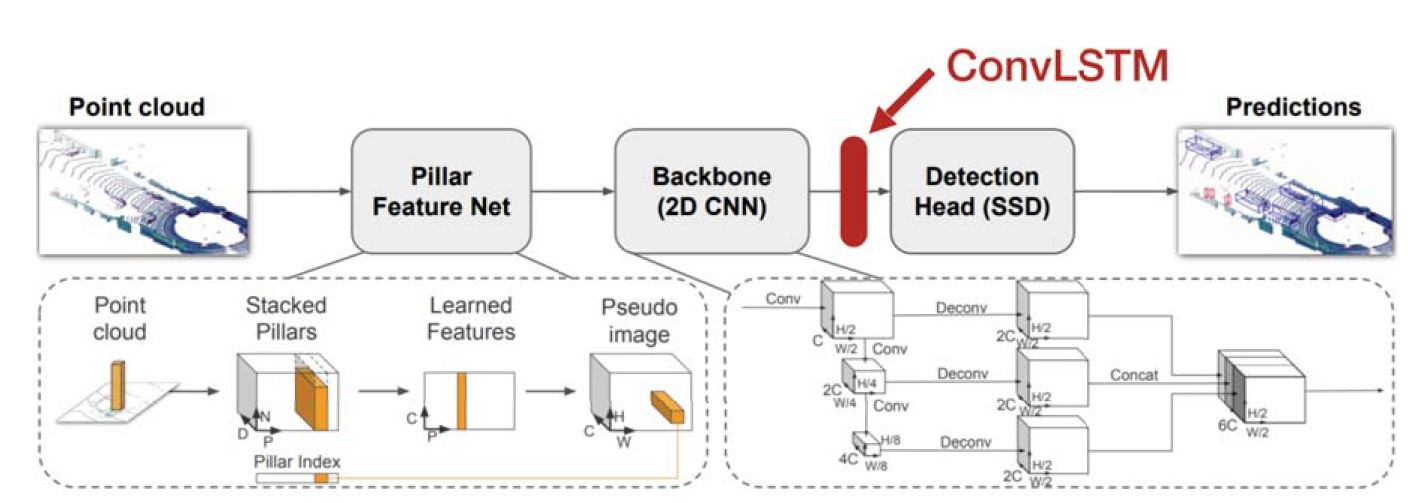 ConvLSTM
Point cloud
Predictions
Pillar
Feature Net
Backbone
(2D CNN)
Detection
Head (SSD)
Point
cloud
Stacked
Pillars
Learned
Features
Pseudo
image
D
N
P
C
P
C
H
W
Pillar Index
Conv
C
H/2
W/2
Conv
2C
H/4
W/4
Conv
4C
H/8
W/8
Deconv
2C
H/2
W/2
Deconv
2C
H/2
W/2
Deconv
2C
H/2
W/2
Concat
6C
H/2
W/2